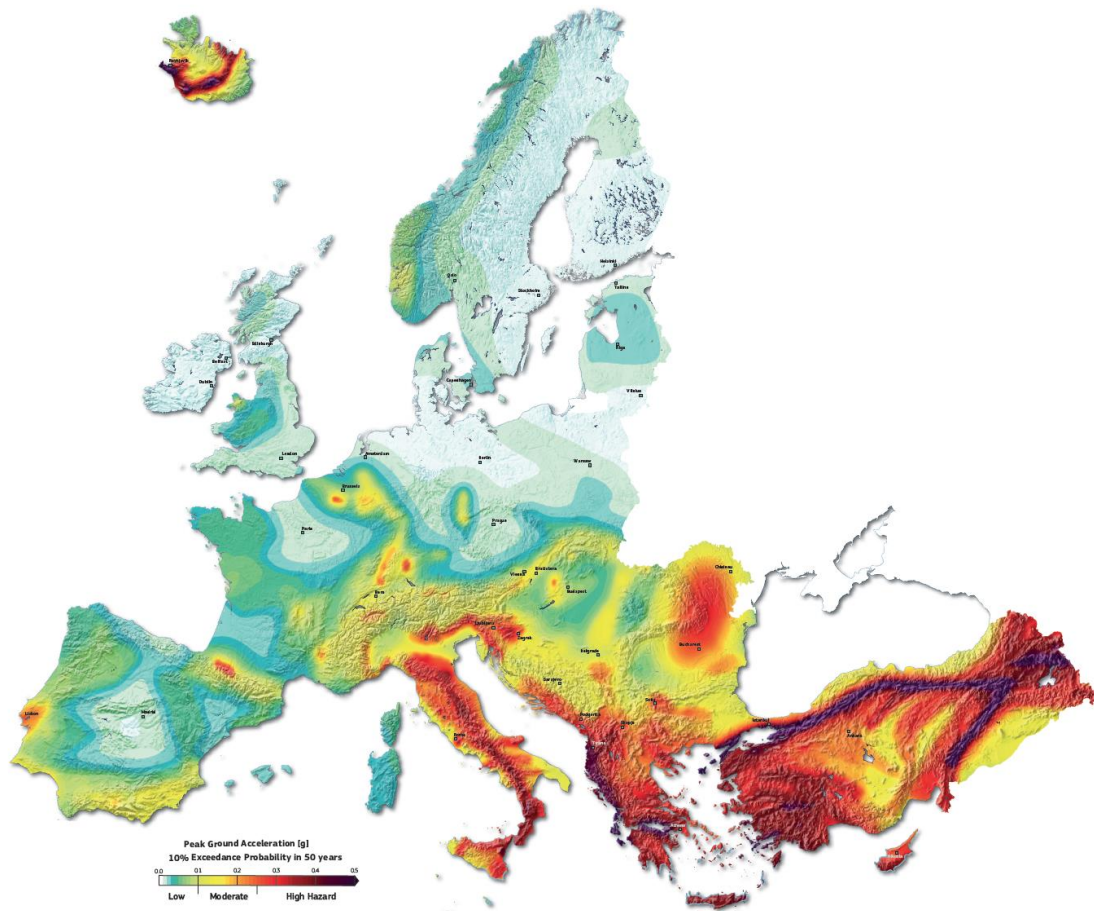 Reykjavik
Helsinki
Oslo
Tallinn
Stockholm
Edinburgh
Riga
Belfast
Dublin
Copenhagen
Vilnius
London
Amsterdam
Berlin
Warsaw
Brussels
Prague
Paris
Vienna
Bratislava
Chisinau
Budapest
Bern
Ljubljana
Zagreb
Bucharest
Belgrade
Sarajevo
Madrid
Lisbon
Sofia
Podgorica
Skopje
Istanbul
Rome
Ankara
Tirana
Athens
Nicosia
Peak Ground Acceleration [g]
10% Exceedance Probability in 50 years
0.0 0.1 0.2 0.3 0.4 0.5
Low Moderate High Hazard